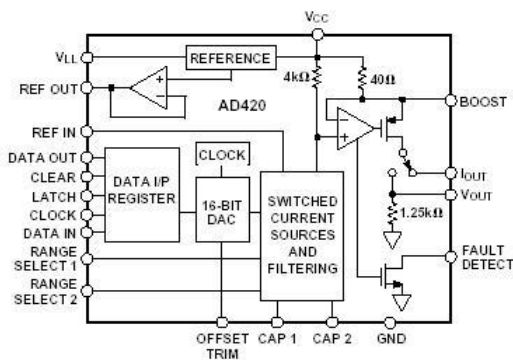 VCC
VLL
REFERENCE
4kΩ
40Ω
REF OUT
AD420
BOOST
REF IN
DATA OUT
CLEAR
LATCH
CLOCK
DATA IN
DATA I/P
REGISTER
CLOCK
16-BIT
DAC
SWITCHED
CURRENT
SOURCES
AND
FILTERING
IOUT
VOUT
1.25kΩ
RANGE
SELECT 1
RANGE
SELECT 2
FAULT
DETECT
OFFSET
TRIM
CAP 1
CAP 2
GND